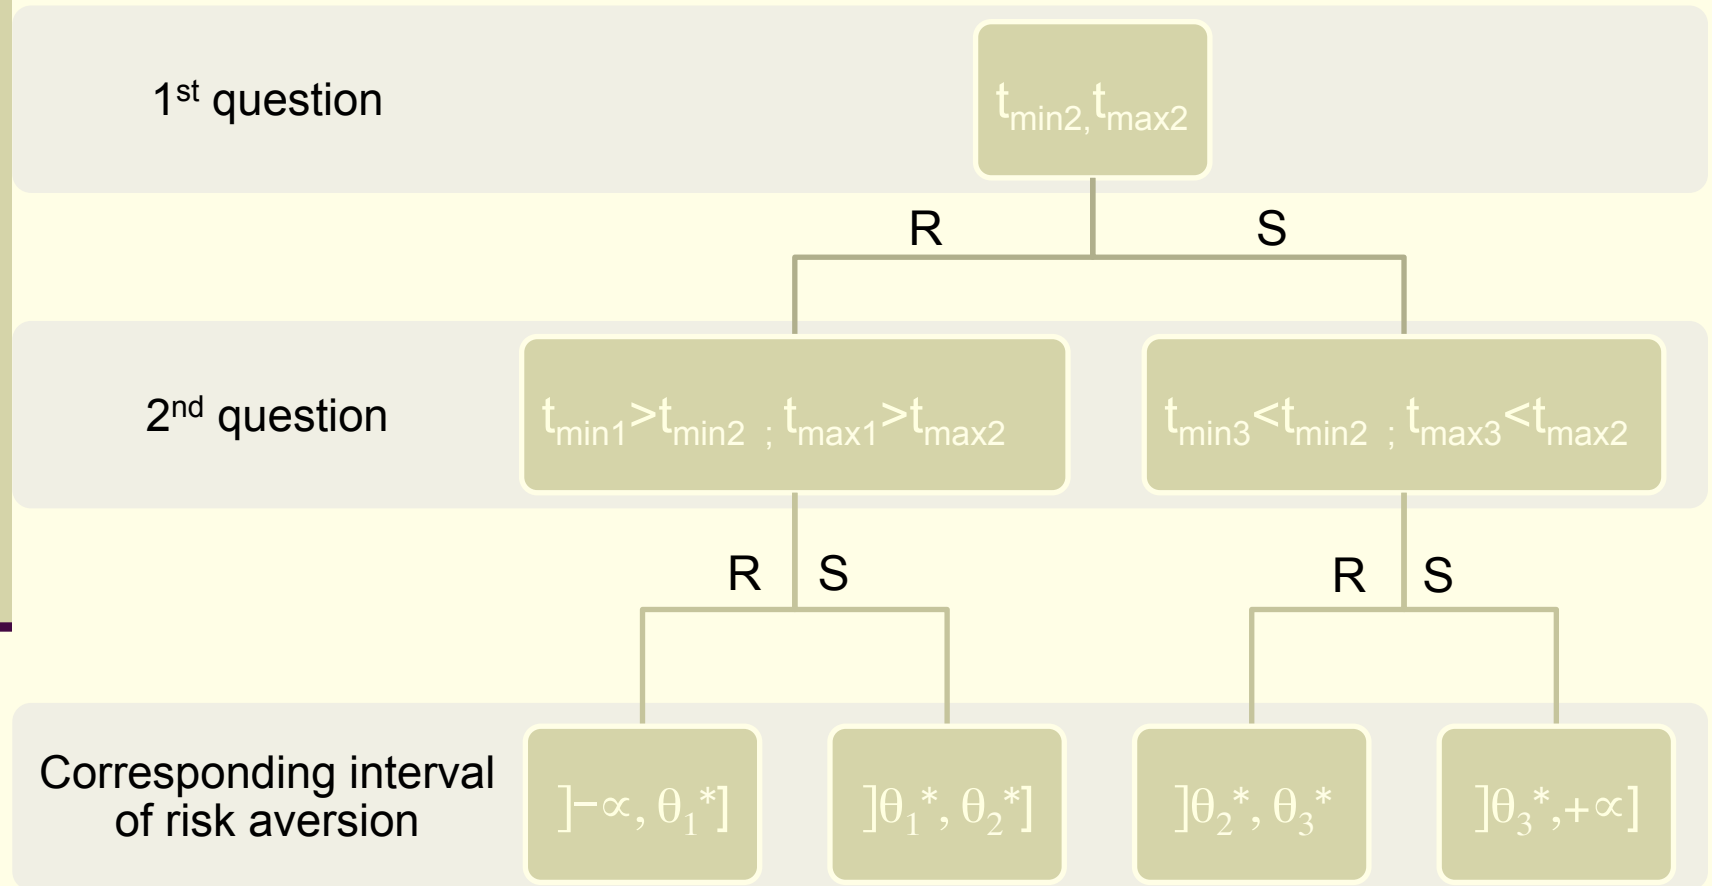 1st question
tmin2, tmax2
R
S
2nd question
tmin1>tmin2 ; tmax1>tmax2
tmin3<tmin2 ; tmax3<tmax2
R
S
R
S
Corresponding interval
of risk aversion
]−∝, θ1*]
]θ1*, θ2*]
]θ2*, θ3*
]θ3*,+∝]